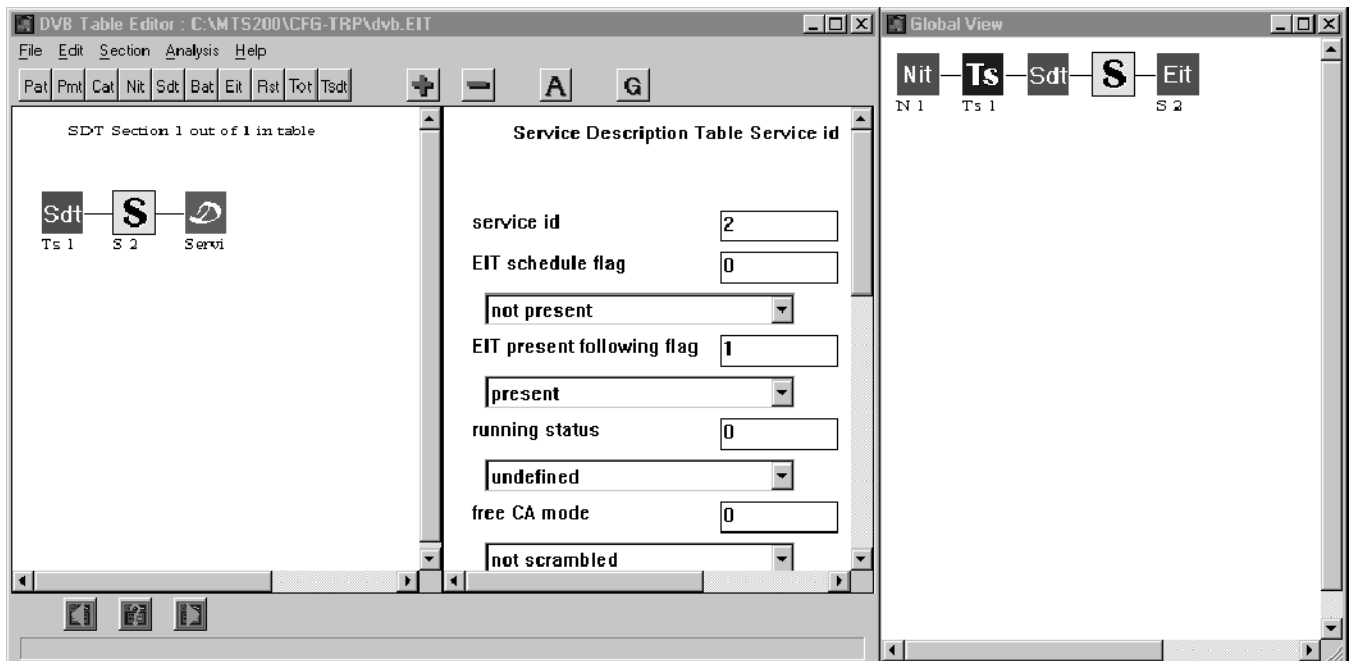 DVB Table Editor : C:\MTS200\CFG-TRP\dvb.EIT
File Edit Section Analysis Help
Pat Pmt Cat Nit Sdt Bat Eit Rst Tot Tsdt A G
SDT Section 1 out of 1 in table
Sdt S D
Ts 1 S 2 Servi
Service Description Table Service id
service id 2
EIT schedule flag 0
not present
EIT present following flag 1
present
running status 0
undefined
free CA mode 0
not scrambled
Global View
Nit Ts Sdt S Eit
N 1 Ts 1 S 2